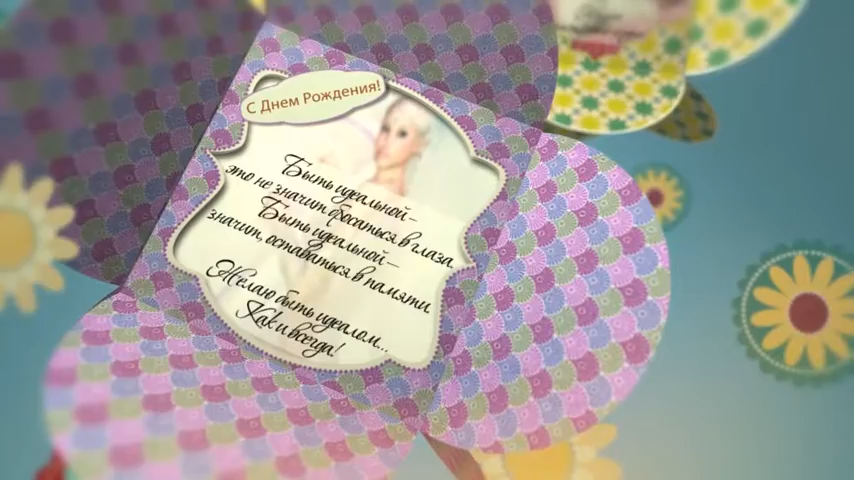 С Днем Рождения!
Быть идеальной –
это не значит бросаться в глаза.
Быть идеальной —
значит, оставаться в памяти.
Желаю быть идеалом...
Как и всегда!